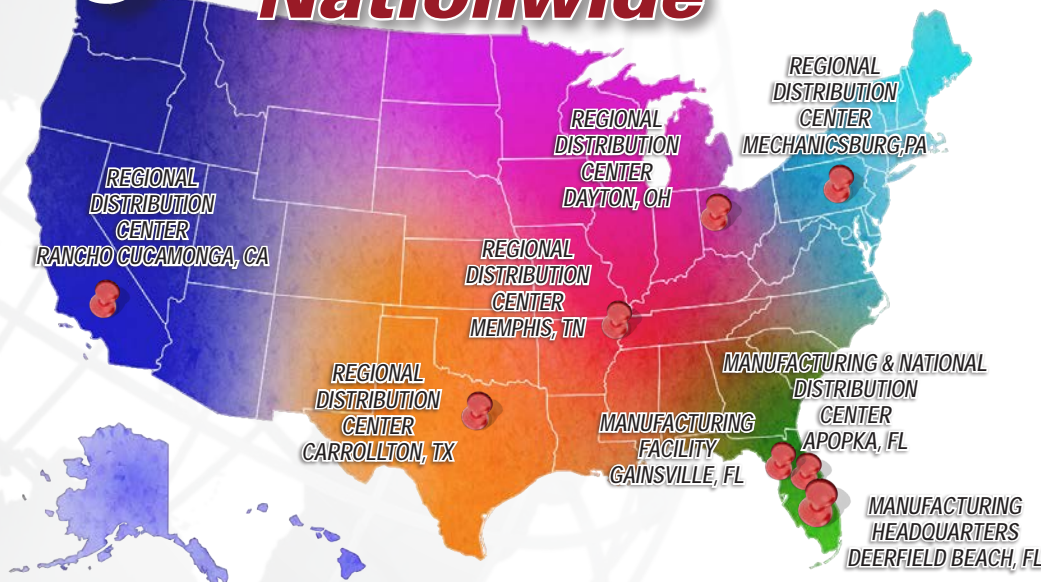 Nationwide
REGIONAL
DISTRIBUTION
CENTER
MECHANICSBURG,PA
REGIONAL
DISTRIBUTION
CENTER
DAYTON, OH
REGIONAL
DISTRIBUTION
CENTER
RANCHO CUCAMONGA, CA
REGIONAL
DISTRIBUTION
CENTER
MEMPHIS, TN
REGIONAL
DISTRIBUTION
CENTER
CARROLLTON, TX
MANUFACTURING & NATIONAL
DISTRIBUTION
CENTER
APOPKA, FL
MANUFACTURING
FACILITY
GAINSVILLE, FL
MANUFACTURING
HEADQUARTERS
DEERFIELD BEACH, FL